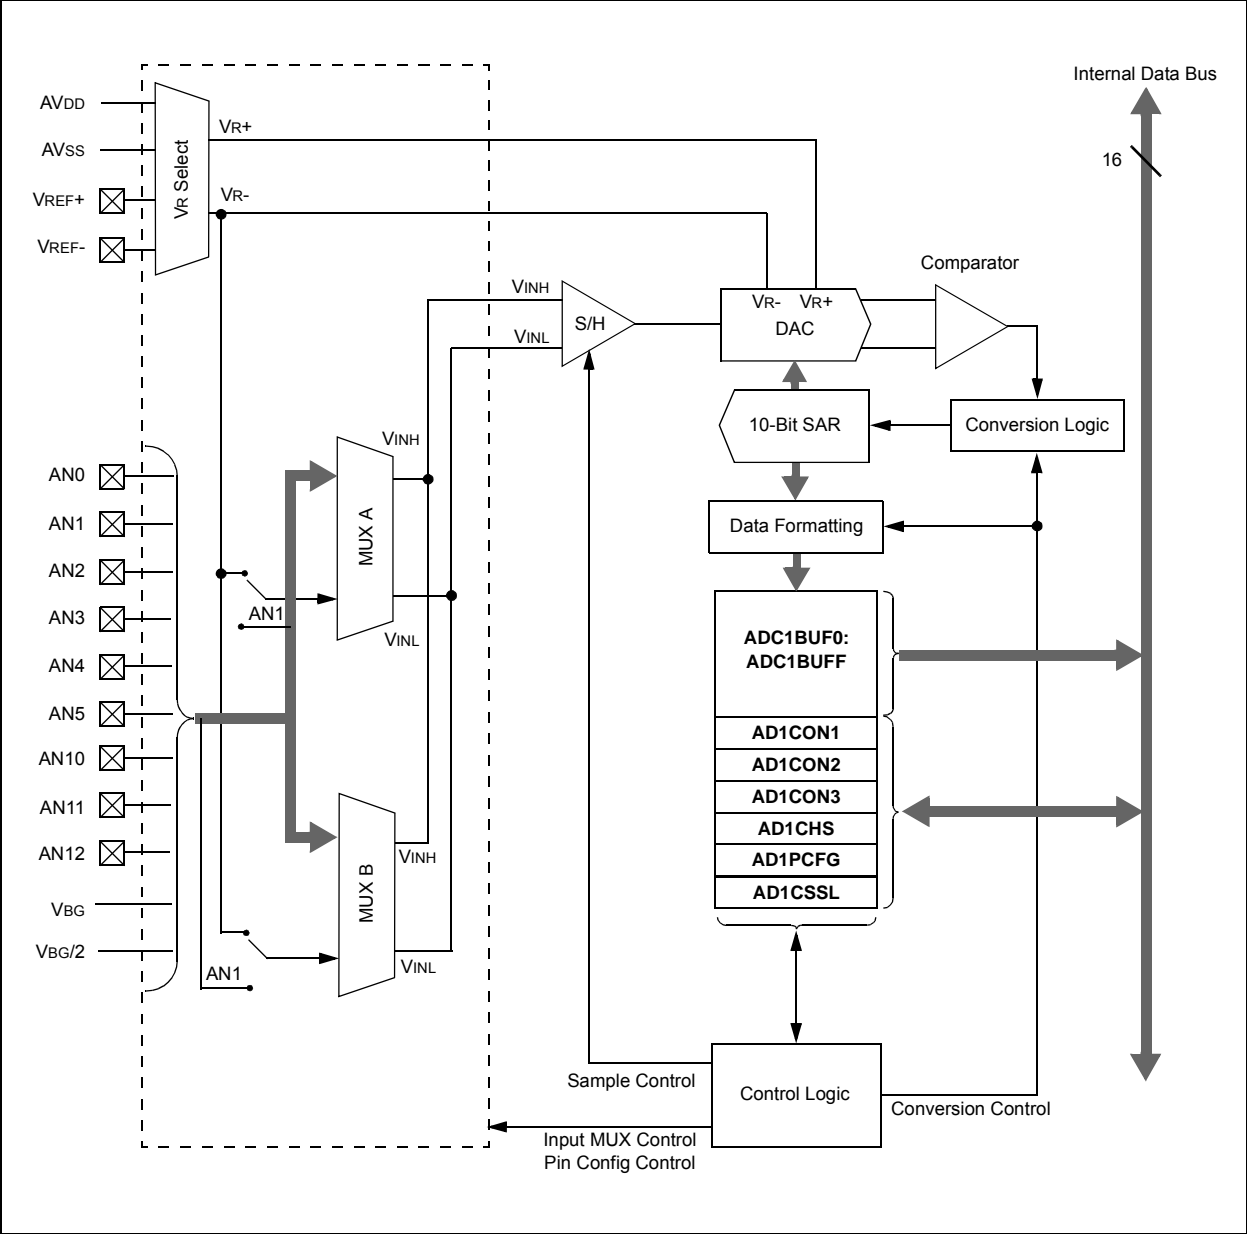 Internal Data Bus
16
AVDD
AVSS
VREF+
VREF-
VR Select
VR+
VR-
Comparator
VINH
VINL
S/H
VR- VR+
DAC
10-Bit SAR
Conversion Logic
Data Formatting
AN0
AN1
AN2
AN3
AN4
AN5
AN10
AN11
AN12
VBG
VBG/2
AN1
VINH
MUX A
VINL
AN1
VINH
MUX B
VINL
ADC1BUF0:
ADC1BUFF
AD1CON1
AD1CON2
AD1CON3
AD1CHS
AD1PCFG
AD1CSSL
Sample Control
Control Logic
Conversion Control
Input MUX Control
Pin Config Control